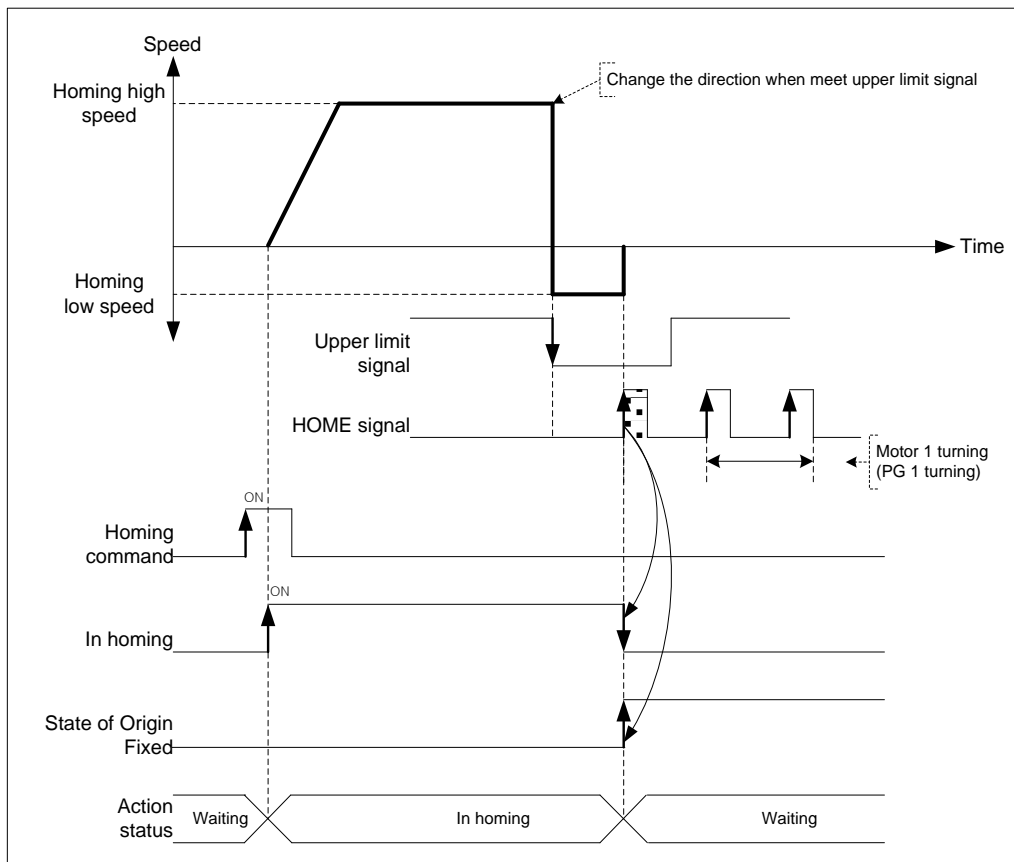 Speed
Homing high
speed
Change the direction when meet upper limit signal
Time
Homing
low speed
Upper limit
signal
HOME signal
Motor 1 turning
(PG 1 turning)
ON
Homing
command
ON
In homing
State of Origin
Fixed
Action
status
Waiting
In homing
Waiting